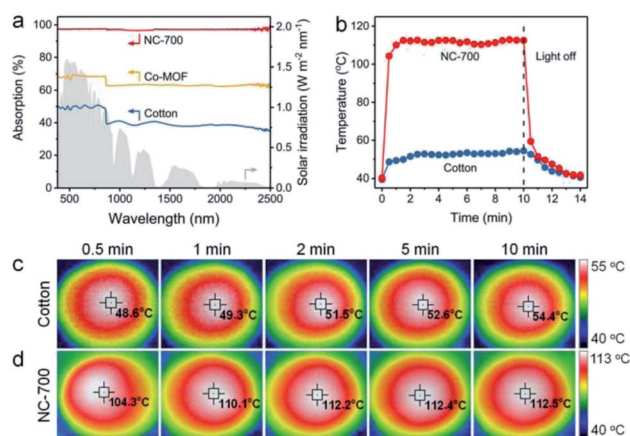 a
Absorption (%)
100
80
60
40
20
0
NC-700
Co-MOF
Cotton
2.0
1.5
1.0
0.5
0.0
Solar irradiation (W m⁻² nm⁻¹)
500 1000 1500 2000 2500
Wavelength (nm)
b
Temperature (°C)
120
100
80
60
40
NC-700
Light off
Cotton
0 2 4 6 8 10 12 14
Time (min)
0.5 min 1 min 2 min 5 min 10 min
c
Cotton
48.6°C 49.3°C 51.5°C 52.6°C 54.4°C
55 °C
40 °C
d
NC-700
104.3°C 110.1°C 112.2°C 112.4°C 112.5°C
113 °C
40 °C